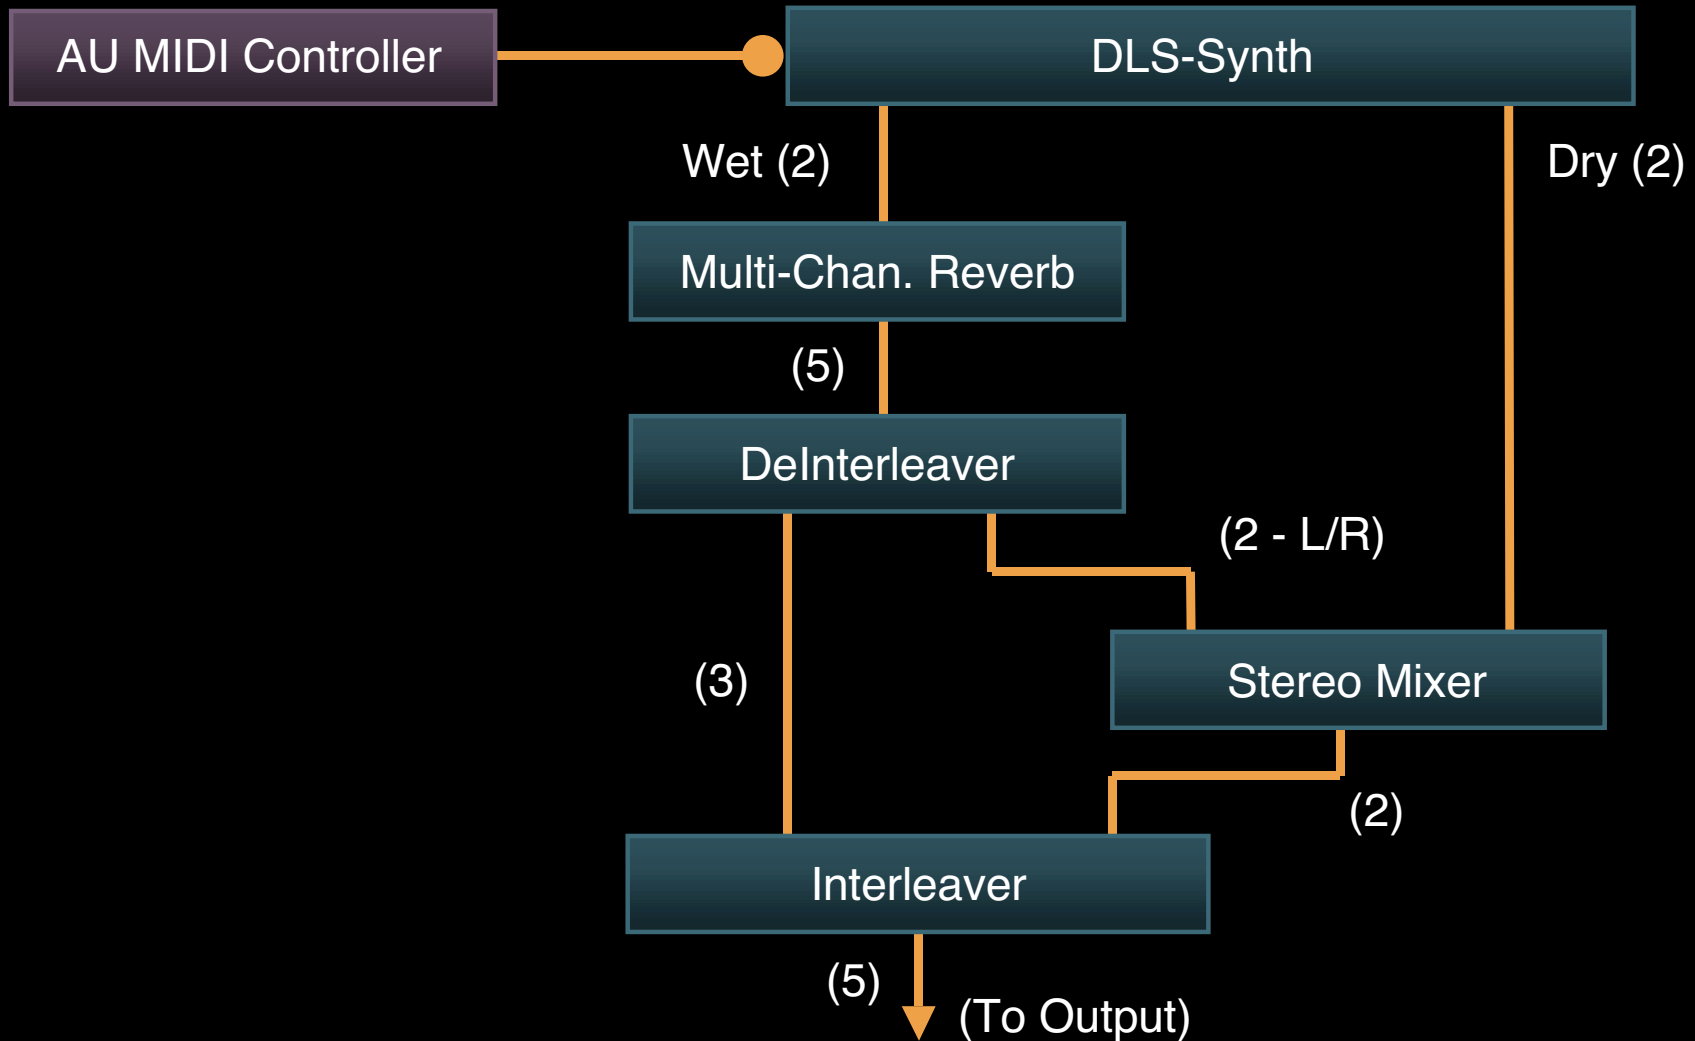 AU MIDI Controller
DLS-Synth
Wet (2)
Dry (2)
Multi-Chan. Reverb
(5)
DeInterleaver
(2 - L/R)
(3)
Stereo Mixer
(2)
Interleaver
(5)
(To Output)